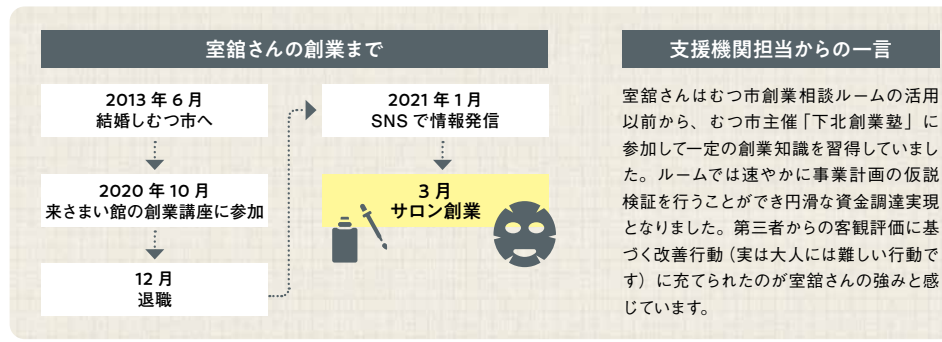 室舘さんの創業まで
2013年6月
結婚しむつ市へ
2020年10月
来さまい館の創業講座に参加
12月
退職
2021年1月
SNSで情報発信
3月
サロン創業
支援機関担当からの一言
室舘さんはむつ市創業相談ルームの活用
以前から、むつ市主催「下北創業塾」に
参加して一定の創業知識を習得していまし
た。ルームでは速やかに事業計画の仮説
検証を行うことができ円滑な資金調達実現
となりました。第三者からの客観評価に基
づく改善行動（実は大人には難しい行動で
す）に充てられたのが室舘さんの強みと感
じています。